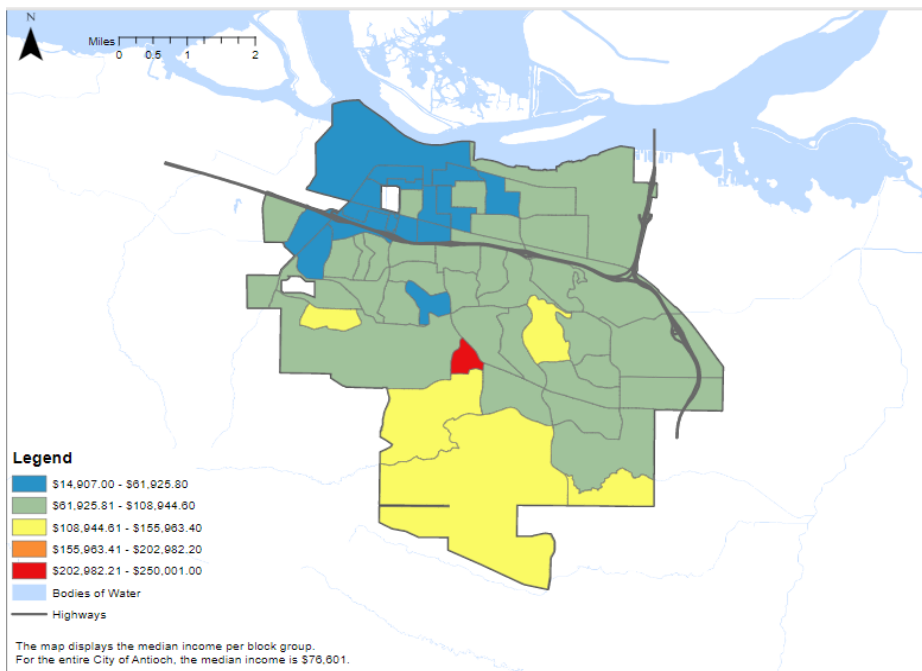 N
Miles
0 0.5 1 2
Legend
$14,907.00 - $61,925.80
$61,925.81 - $108,944.60
$108,944.61 - $155,963.40
$155,963.41 - $202,982.20
$202,982.21 - $250,001.00
Bodies of Water
Highways
The map displays the median income per block group.
For the entire City of Antioch, the median income is $76,601.